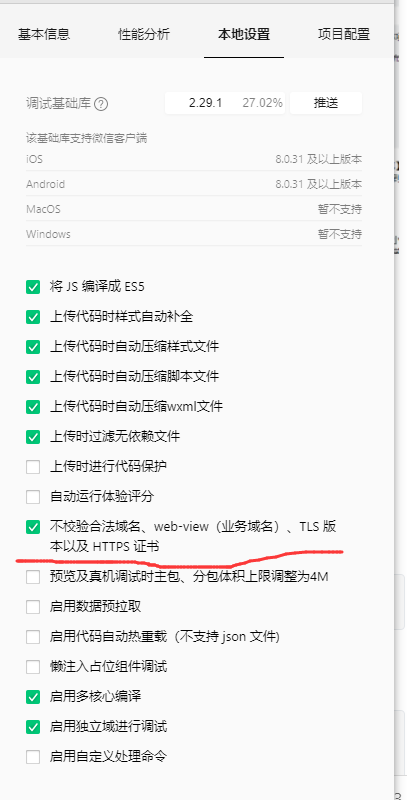 基本信息 性能分析 本地设置 项目配置
调试基础库 ? 2.29.1 27.02% 推送
该基础库支持微信客户端
iOS 8.0.31 及以上版本
Android 8.0.31 及以上版本
MacOS 暂不支持
Windows 暂不支持
将 JS 编译成 ES5
上传代码时样式自动补全
上传代码时自动压缩样式文件
上传代码时自动压缩脚本文件
上传代码时自动压缩wxml文件
上传时过滤无依赖文件
上传时进行代码保护
自动运行体验评分
不校验合法域名、web-view（业务域名）、TLS 版
本以及 HTTPS 证书
预览及真机调试时主包、分包体积上限调整为4M
启用数据预拉取
启用代码自动热重载（不支持 json 文件)
懒注入占位组件调试
启用多核心编译
启用独立域进行调试
启用自定义处理命令